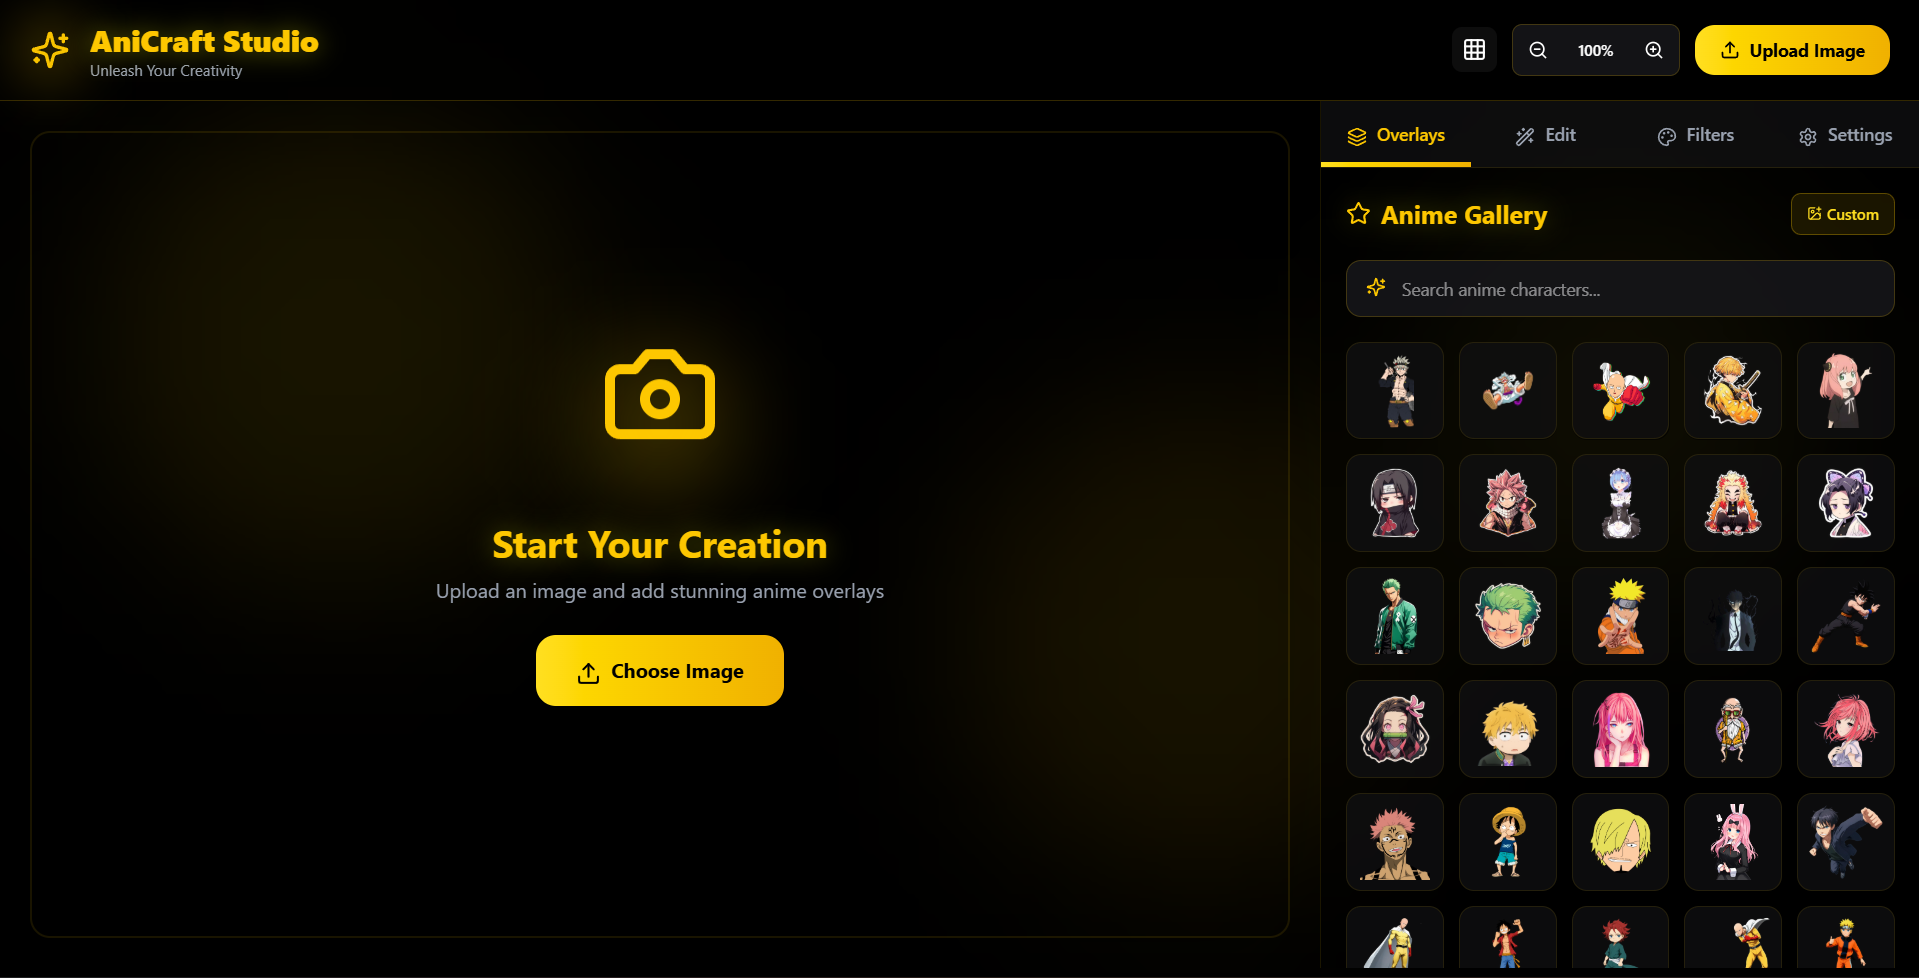 AniCraft Studio
Unleash Your Creativity
100%
Upload Image
Overlays
Edit
Filters
Settings
Anime Gallery
Custom
Search anime characters...
Start Your Creation
Upload an image and add stunning anime overlays
Choose Image